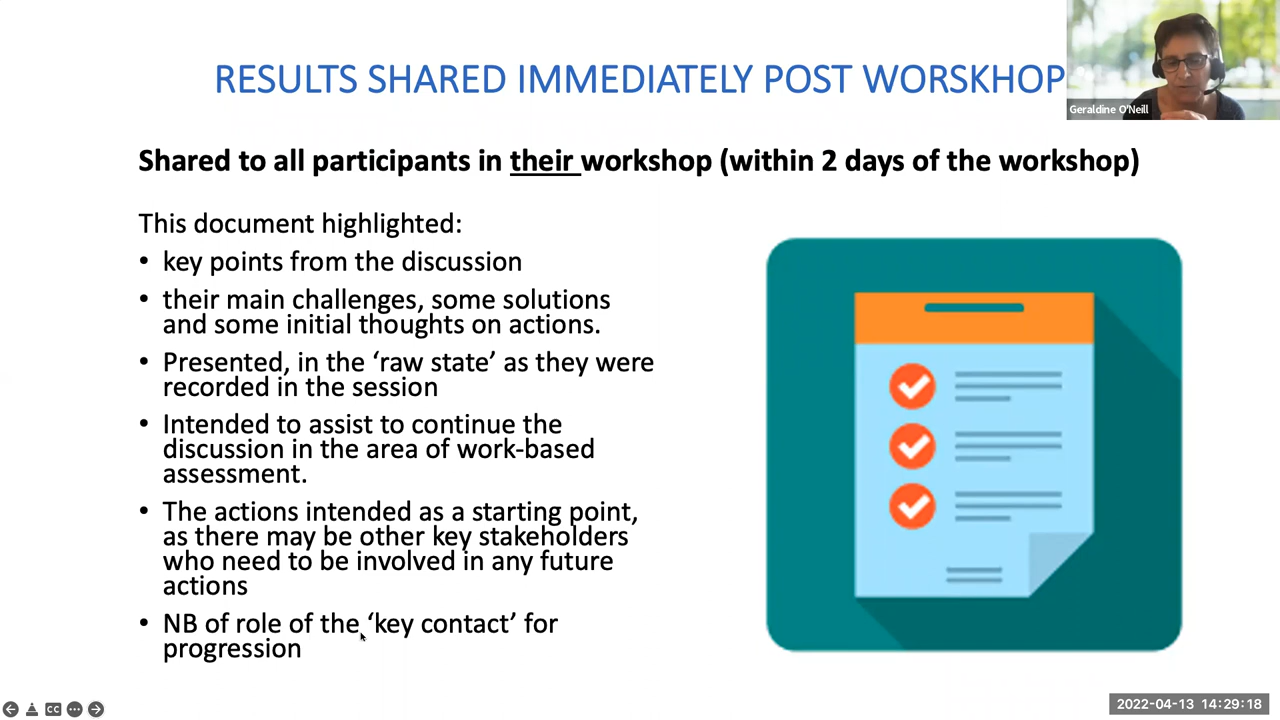 RESULTS SHARED IMMEDIATELY POST WORSKHOP
Geraldine O'Neill
Shared to all participants in their workshop (within 2 days of the workshop)
This document highlighted:
• key points from the discussion
• their main challenges, some solutions
and some initial thoughts on actions.
• Presented, in the ‘raw state’ as they were
recorded in the session
• Intended to assist to continue the
discussion in the area of work-based
assessment.
• The actions intended as a starting point,
as there may be other key stakeholders
who need to be involved in any future
actions
• NB of role of the ‘key contact’ for
progression
CC
2022-04-13 14:29:18